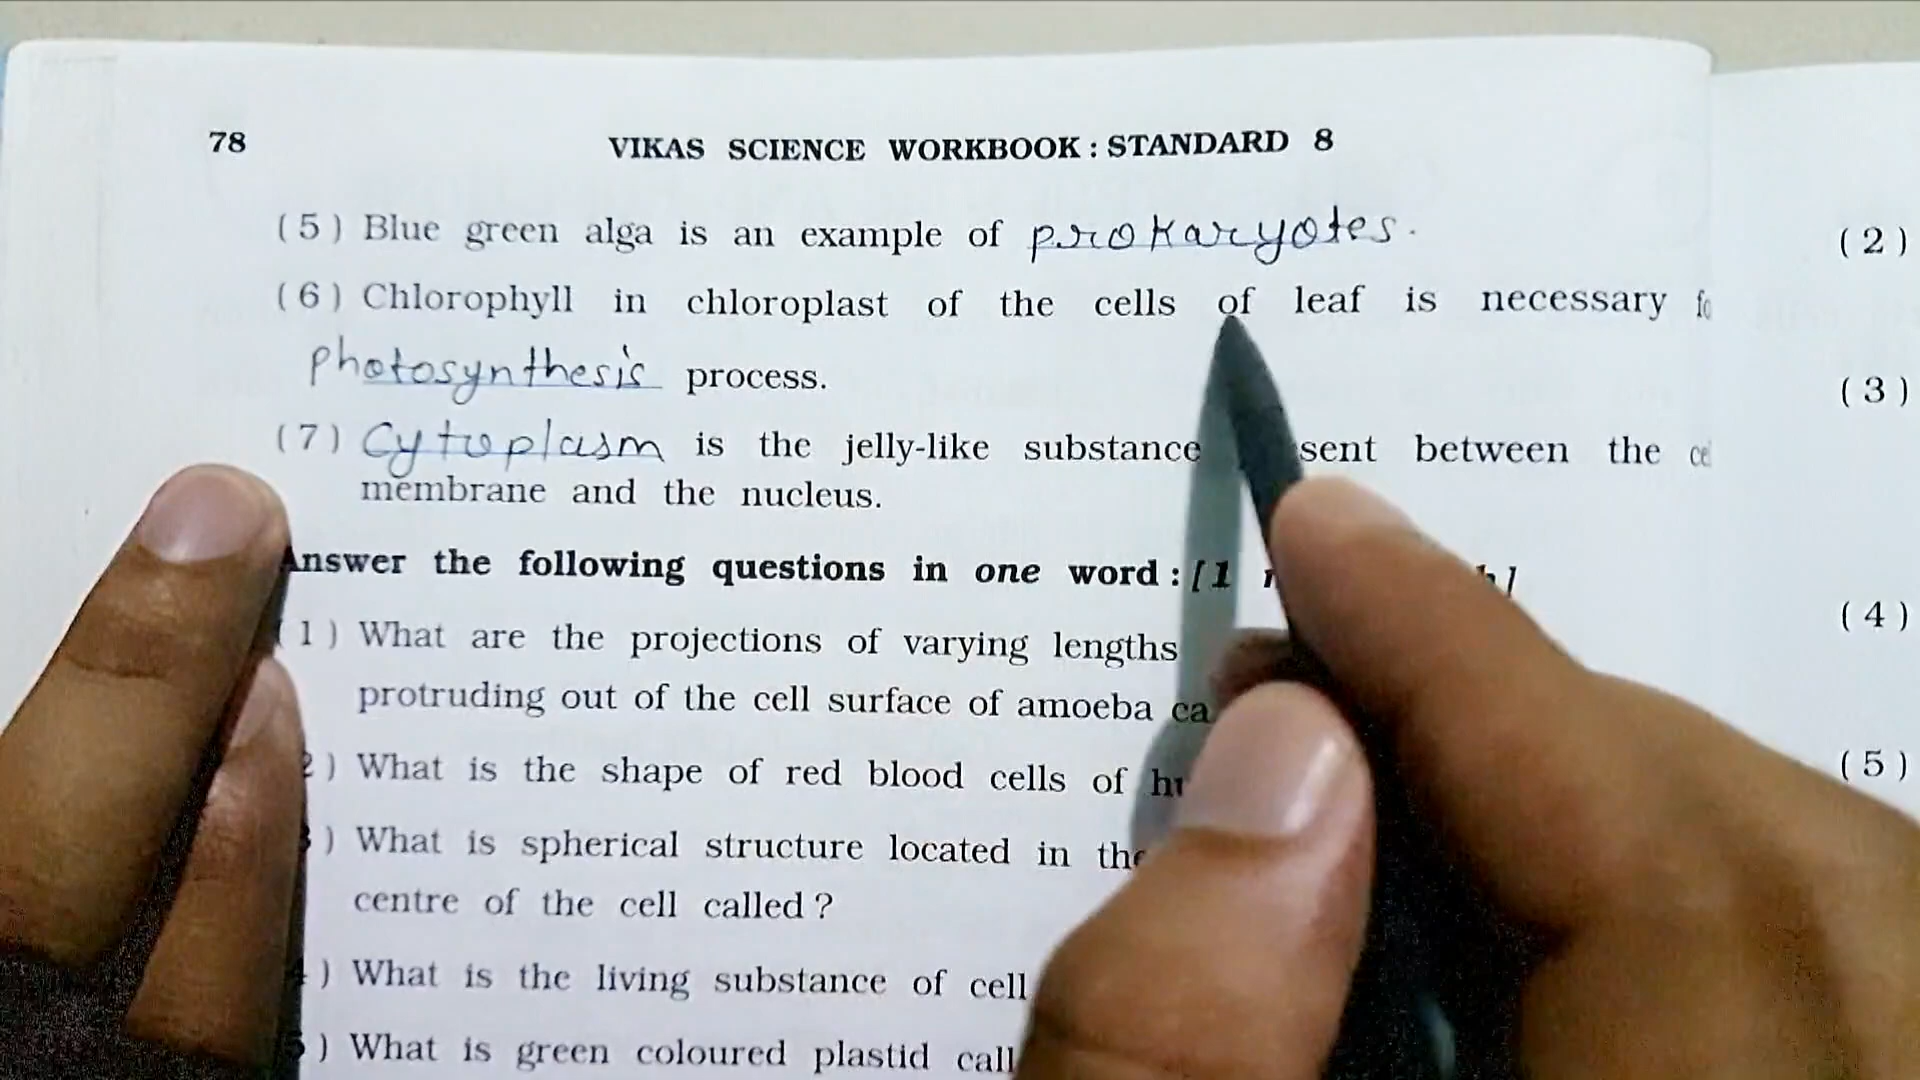 78
VIKAS SCIENCE WORKBOOK : STANDARD 8
( 5 ) Blue green alga is an example of prokaryotes.
( 6 ) Chlorophyll in chloroplast of the cells of leaf is necessary
photosynthesis process.
( 7 ) Cytoplasm is the jelly-like substance between the
membrane and the nucleus.
Answer the following questions in one word : [1
( 1 ) What are the projections of varying lengths
protruding out of the cell surface of amoeba
2 ) What is the shape of red blood cells of
) What is spherical structure located in the
centre of the cell called ?
) What is the living substance of cell
) What is green coloured plastid
( 2 )
( 3 )
( 4 )
( 5 )